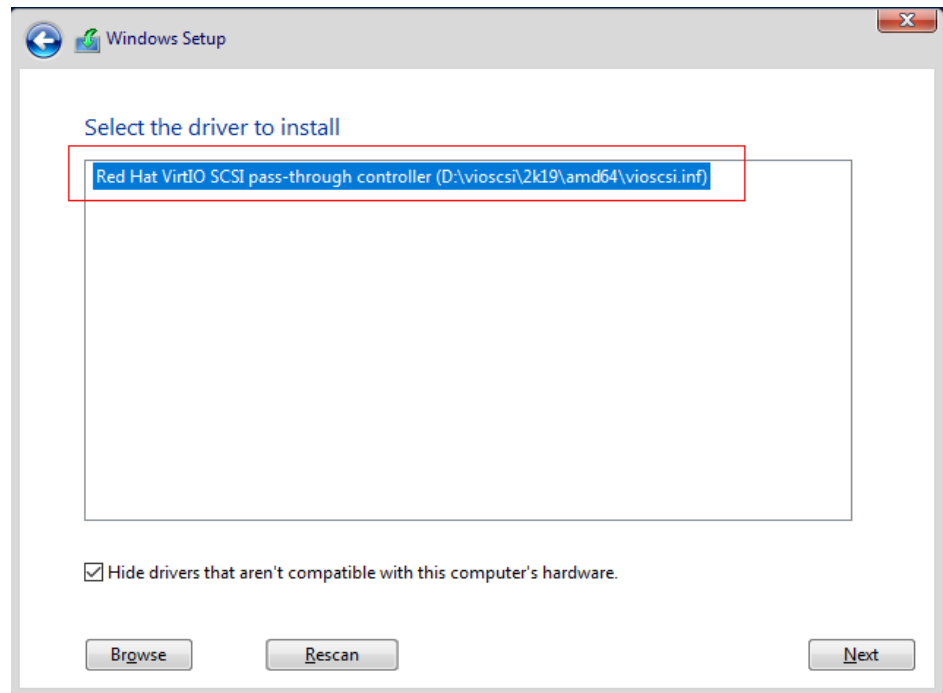 Windows Setup
Select the driver to install
Red Hat VirtIO SCSI pass-through controller (D:\vioscsi\2k19\amd64\vioscsi.inf)
Hide drivers that aren't compatible with this computer's hardware.
Browse Rescan Next